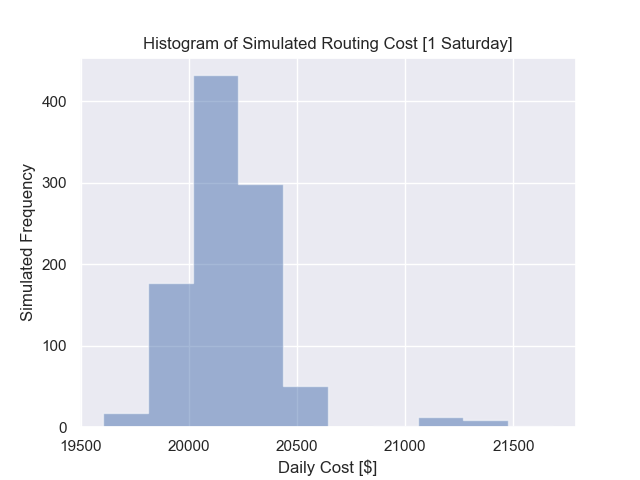 Histogram of Simulated Routing Cost [1 Saturday]
400
300
200
100
0
Simulated Frequency
19500 20000 20500 21000 21500
Daily Cost [$]